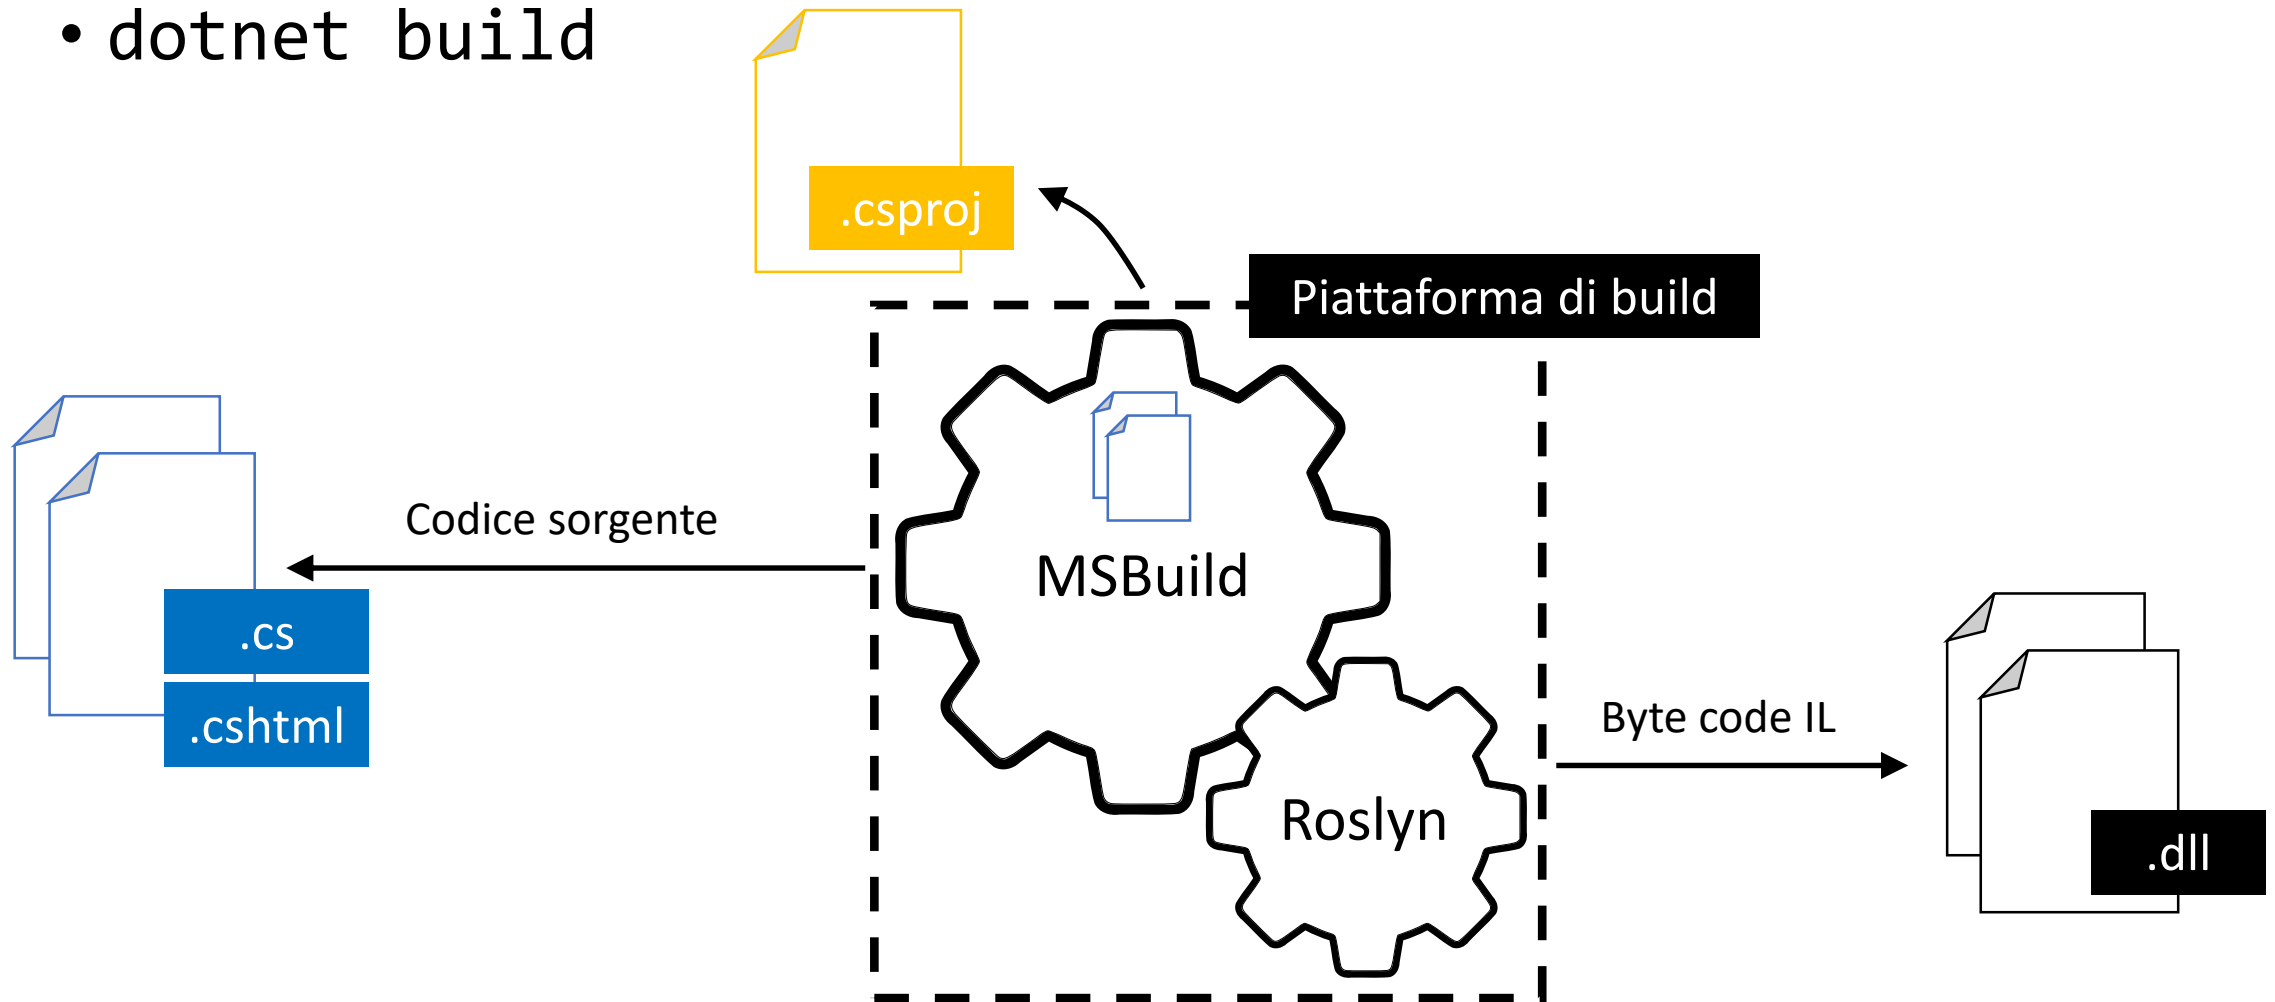 • dotnet build
.csproj
Piattaforma di build
Codice sorgente
MSBuild
.cs
.cshtml
Byte code IL
Roslyn
.dll